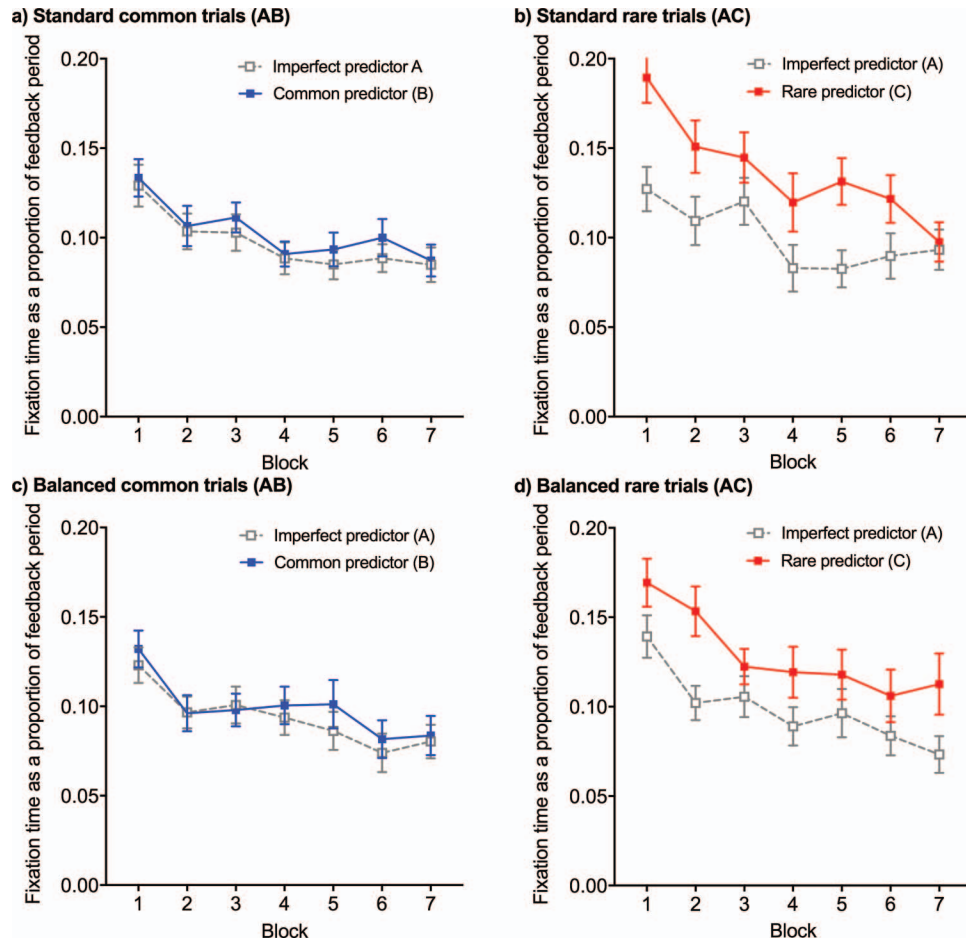 a) Standard common trials (AB)
Fixation time as a proportion of feedback period
0.20
0.15
0.10
0.05
0.00
Imperfect predictor A
Common predictor (B)
1 2 3 4 5 6 7
Block
b) Standard rare trials (AC)
Fixation time as a proportion of feedback period
0.20
0.15
0.10
0.05
0.00
Imperfect predictor (A)
Rare predictor (C)
1 2 3 4 5 6 7
Block
c) Balanced common trials (AB)
Fixation time as a proportion of feedback period
0.20
0.15
0.10
0.05
0.00
Imperfect predictor (A)
Common predictor (B)
1 2 3 4 5 6 7
Block
d) Balanced rare trials (AC)
Fixation time as a proportion of feedback period
0.20
0.15
0.10
0.05
0.00
Imperfect predictor (A)
Rare predictor (C)
1 2 3 4 5 6 7
Block